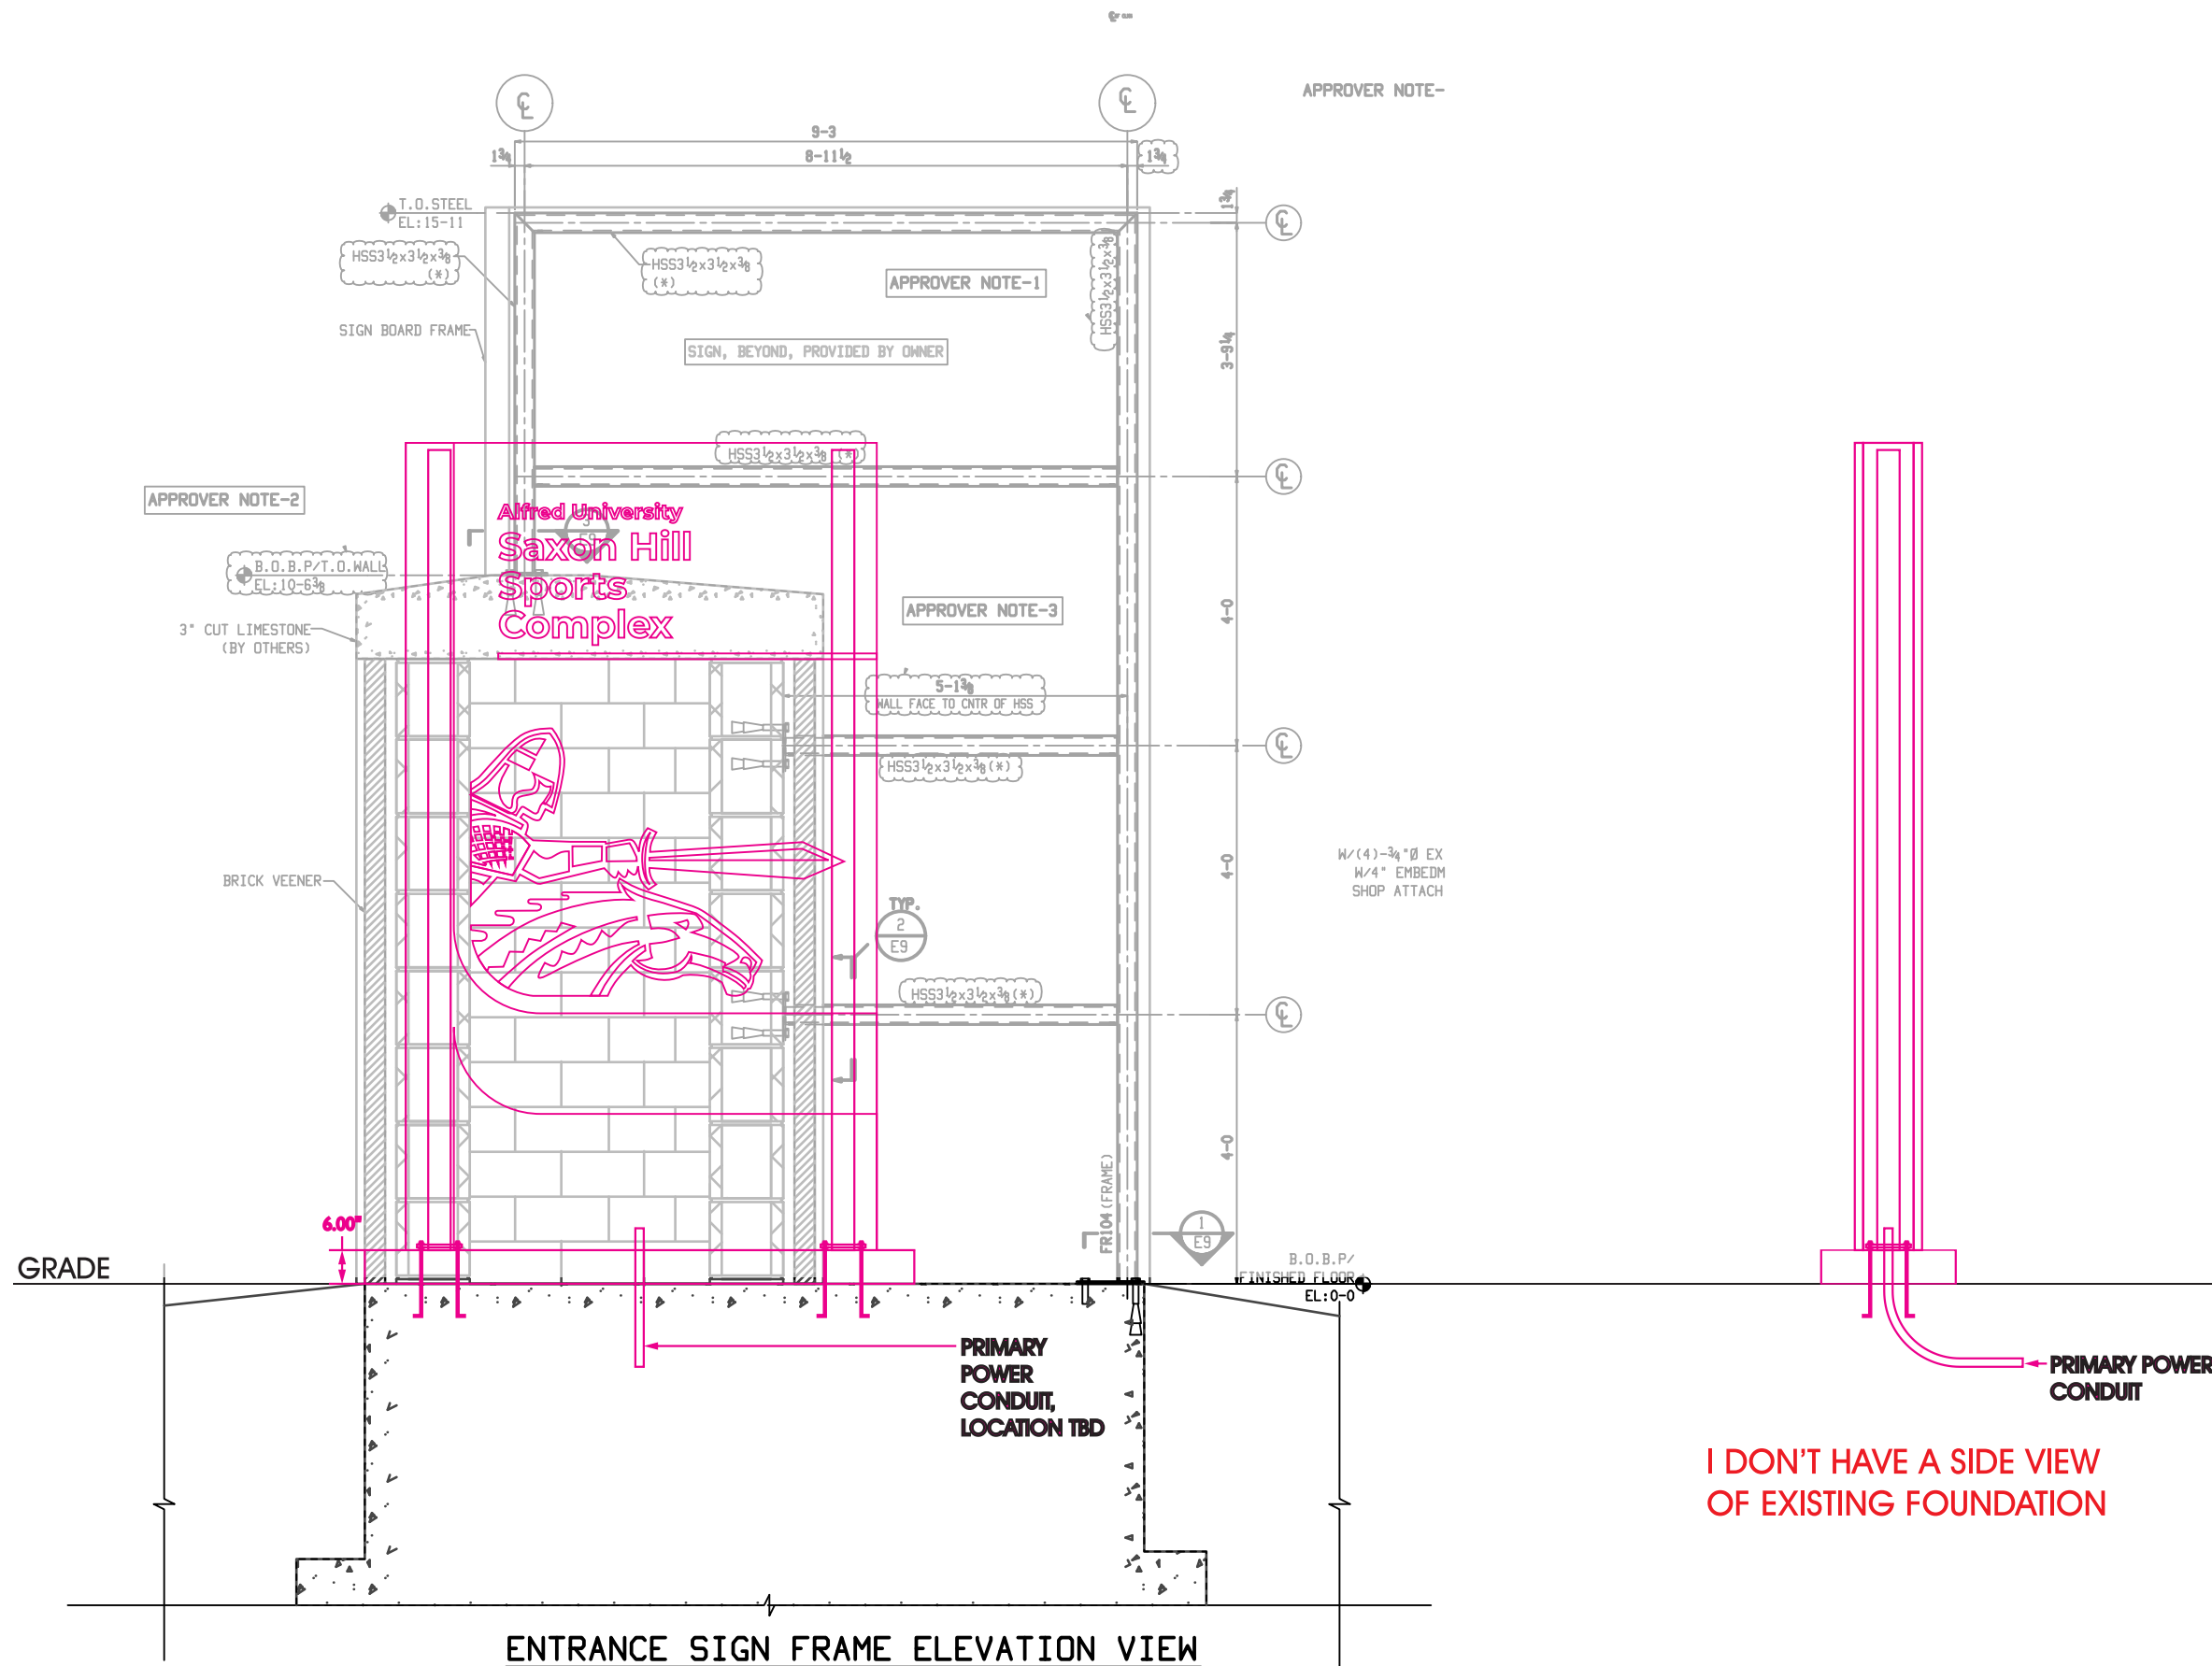 APPROVER NOTE-
9-3
1¾
8-11½
1¾
1¾
T.O.STEEL
EL:15-11
HSS3½x3½x⅜
(*)
HSS3½x3½x⅜
(*)
APPROVER NOTE-1
HSS3½x3½x⅜
SIGN BOARD FRAME
SIGN, BEYOND, PROVIDED BY OWNER
3-9¼
HSS3½x3½x⅜ (*)
APPROVER NOTE-2
Alfred University
Saxon Hill
Sports
Complex
3
E9
B.O.B.P/T.O.WALL
EL:10-6⅜
APPROVER NOTE-3
4-0
3" CUT LIMESTONE
(BY OTHERS)
5-1⅜
WALL FACE TO CNTR OF HSS
HSS3½x3½x⅜(*)
W/(4)-¾"Ø EX
W/4" EMBEDM
SHOP ATTACH
4-0
BRICK VEENER
TYP.
2
E9
HSS3½x3½x⅜(*)
4-0
FR104(FRAME)
6.00"
1
E9
GRADE
B.O.B.P/
FINISHED FLOOR
EL:0-0
PRIMARY
POWER
CONDUIT,
LOCATION TBD
PRIMARY POWER
CONDUIT
I DON'T HAVE A SIDE VIEW
OF EXISTING FOUNDATION
ENTRANCE SIGN FRAME ELEVATION VIEW